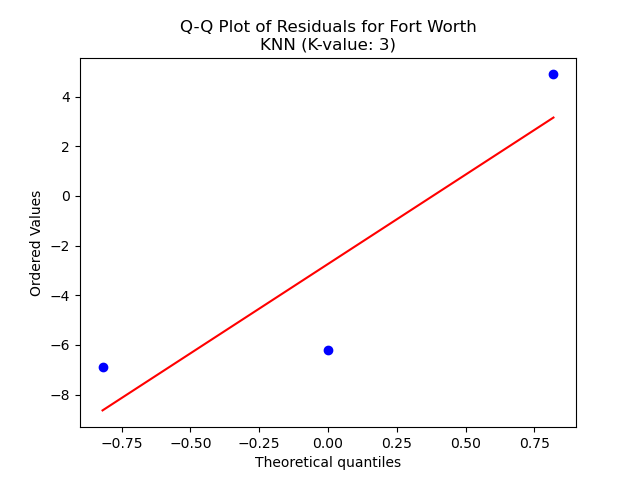 Q-Q Plot of Residuals for Fort Worth
KNN (K-value: 3)
4
2
0
−2
−4
−6
−8
Ordered Values
−0.75 −0.50 −0.25 0.00 0.25 0.50 0.75
Theoretical quantiles